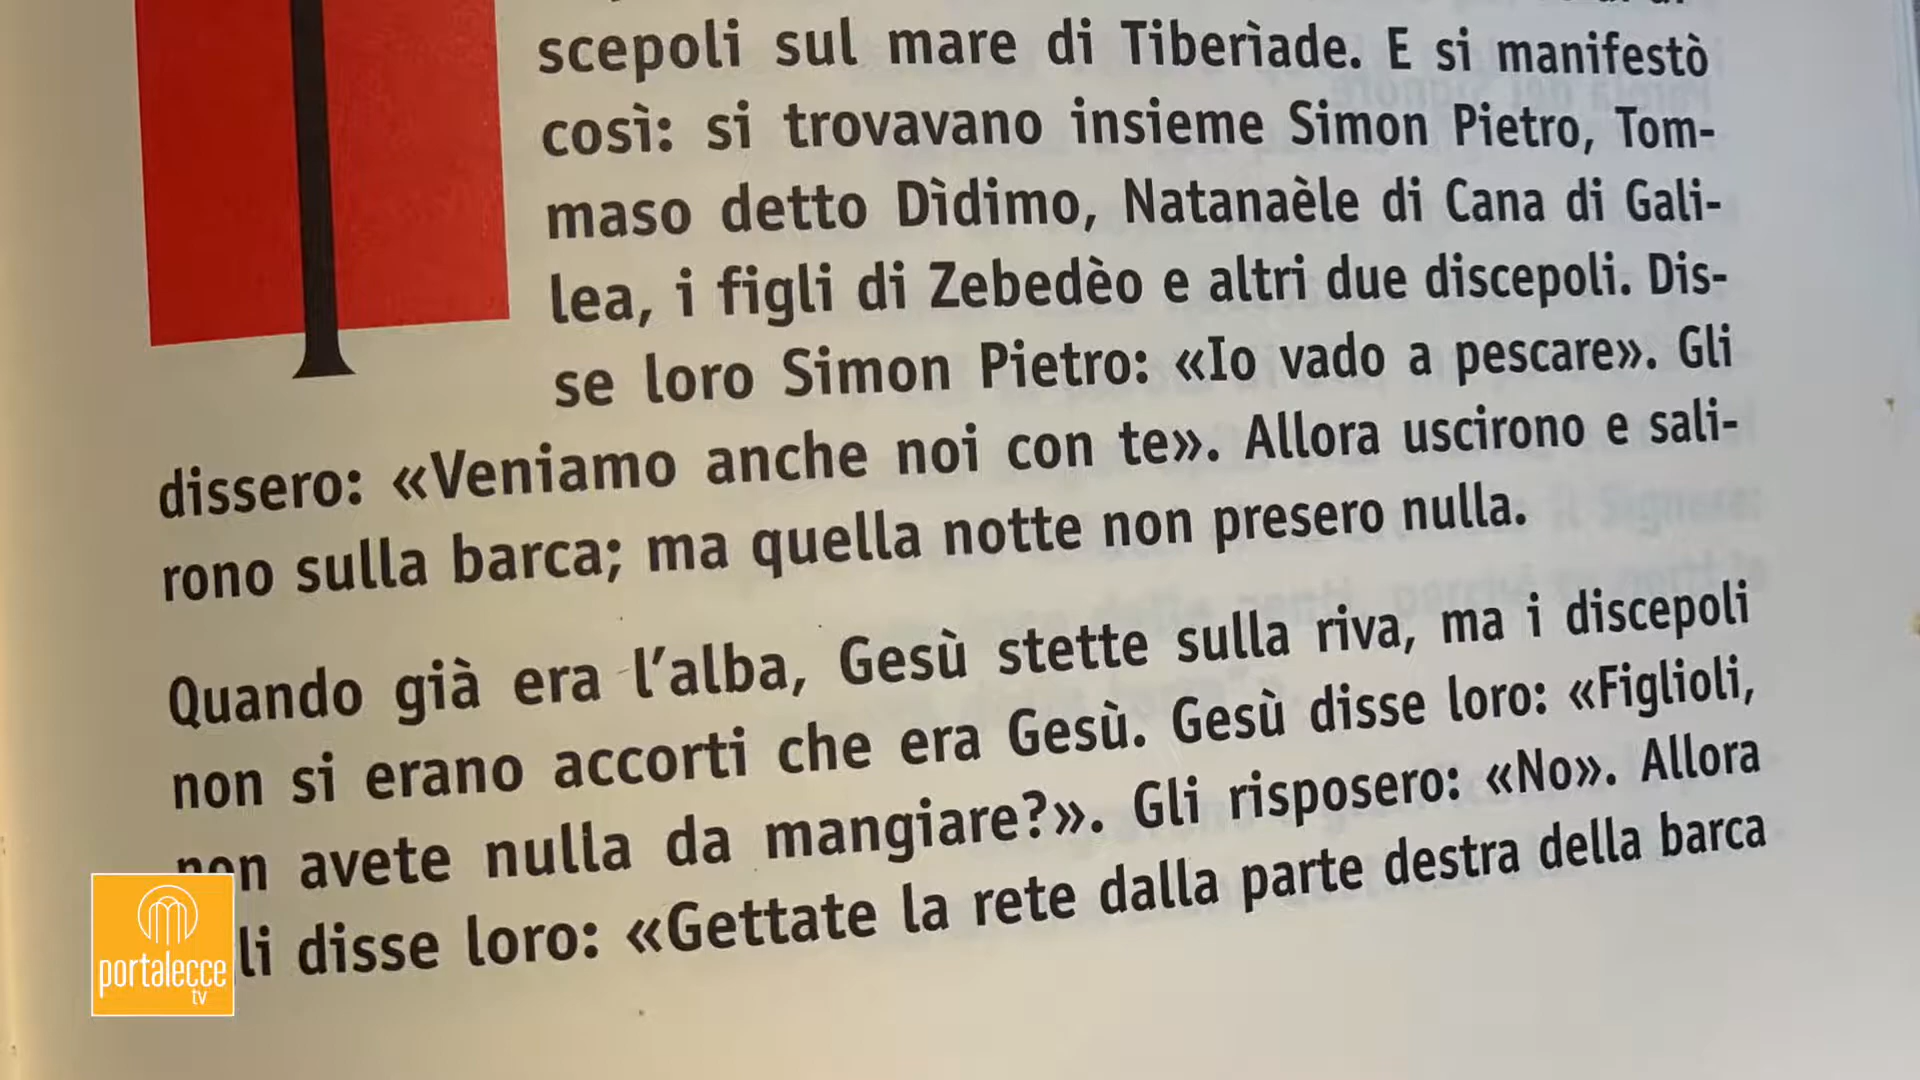 scepoli sul mare di Tiberìade. E si manifestò
così: si trovavano insieme Simon Pietro, Tom-
maso detto Dìdimo, Natanaèle di Cana di Gali-
lea, i figli di Zebedèo e altri due discepoli. Dis-
se loro Simon Pietro: «Io vado a pescare». Gli
dissero: «Veniamo anche noi con te». Allora uscirono e sali-
rono sulla barca; ma quella notte non presero nulla.
Quando già era l'alba, Gesù stette sulla riva, ma i discepoli
non si erano accorti che era Gesù. Gesù disse loro: «Figlioli,
non avete nulla da mangiare?». Gli risposero: «No». Allora
li disse loro: «Gettate la rete dalla parte destra della barca
portalecce
tv